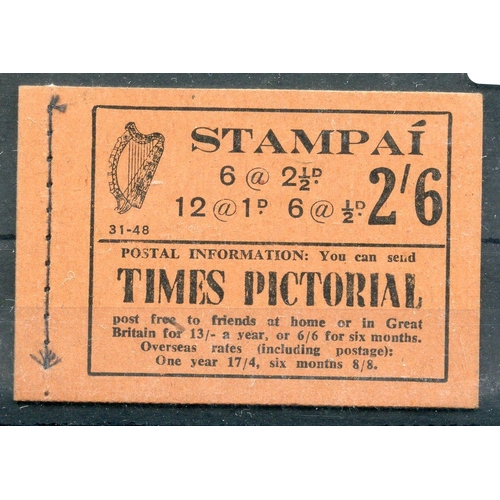 STAMPAÍ
6 @ 2½D.
12 @ 1D. 6 @ ½D. 2'6
31-48
POSTAL INFORMATION: You can send
TIMES PICTORIAL
post free to friends at home or in Great
Britain for 13/- a year, or 6/6 for six months.
Overseas rates (including postage):
One year 17/4, six montns 8/8.